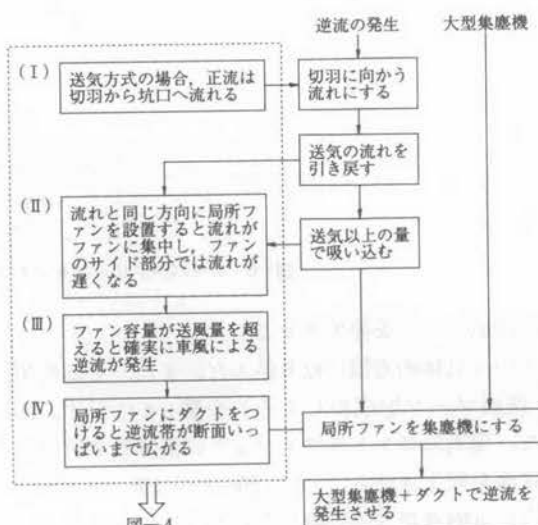 逆流の発生
大型集塵機
(Ⅰ)
送気方式の場合，正流は
切羽から坑口へ流れる
切羽に向かう
流れにする
送気の流れを
引き戻す
(Ⅱ)
流れと同じ方向に局所
ファンを設置すると流れが
ファンに集中し，ファン
のサイド部分では流れが
遅くなる
送気以上の量
で吸い込む
(Ⅲ)
ファン容量が送風量を超
えると確実に車風による
逆流が発生
(Ⅳ)
局所ファンにダクトをつ
けると逆流帯が断面いっ
ぱいまで広がる
局所ファンを集塵機にする
大型集塵機＋ダクトで逆流を
発生させる
図－4